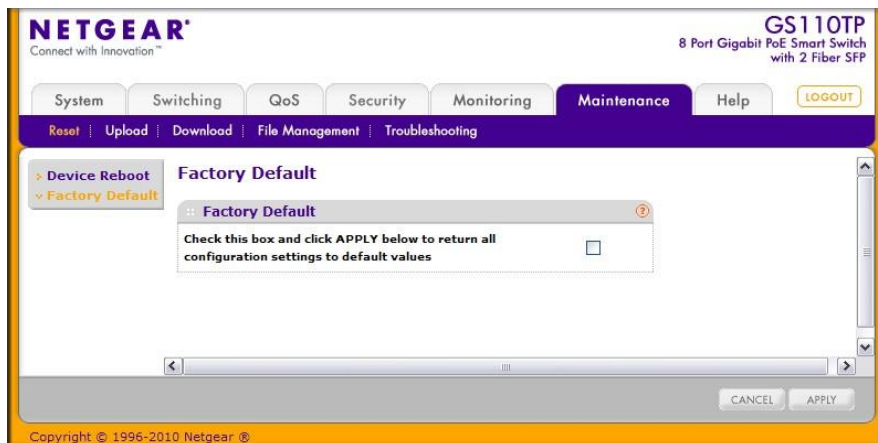 NETGEAR®
Connect with Innovation™
GS110TP
8 Port Gigabit PoE Smart Switch
with 2 Fiber SFP
System Switching QoS Security Monitoring Maintenance Help LOGOUT
Reset | Upload | Download | File Management | Troubleshooting
Device Reboot
Factory Default
Factory Default
Factory Default ?
Check this box and click APPLY below to return all
configuration settings to default values
CANCEL APPLY
Copyright © 1996-2010 Netgear ®